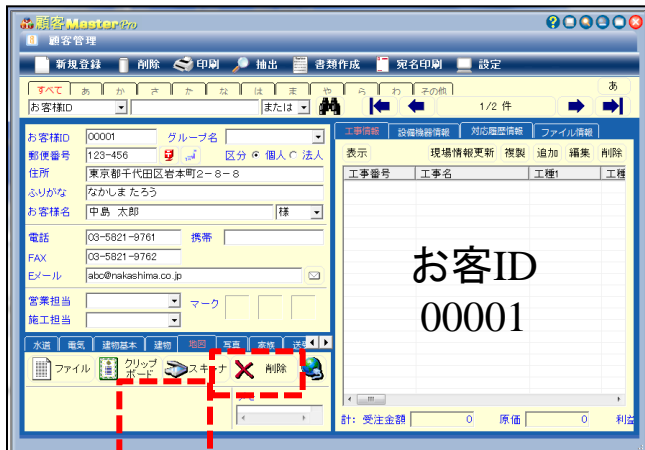 顧客Master Pro
顧客管理
新規登録 削除 印刷 抽出 書類作成 宛名印刷 設定
すべて あ か さ た な は ま や ら わ その他 あ
お客様ID または 1/2 件
お客様ID 00001 グループ名
郵便番号 123-456 区分 個人 法人
住所 東京都千代田区岩本町2-8-8
ふりがな なかしま たろう
お客様名 中島 太郎 様
電話 03-5821-9761 携帯
FAX 03-5821-9762
Eメール abc@nakashima.co.jp
営業担当 マーク
施工担当
水道 電気 建物基本 建物 地図 写真 家族
ファイル クリップボード スキャナ 削除
工事情報 設備機器情報 対応履歴情報 ファイル情報
表示 現場情報更新 複製 追加 編集 削除
工事番号 工事名 工種1
お客ID
00001
計: 受注金額 0 原価 0